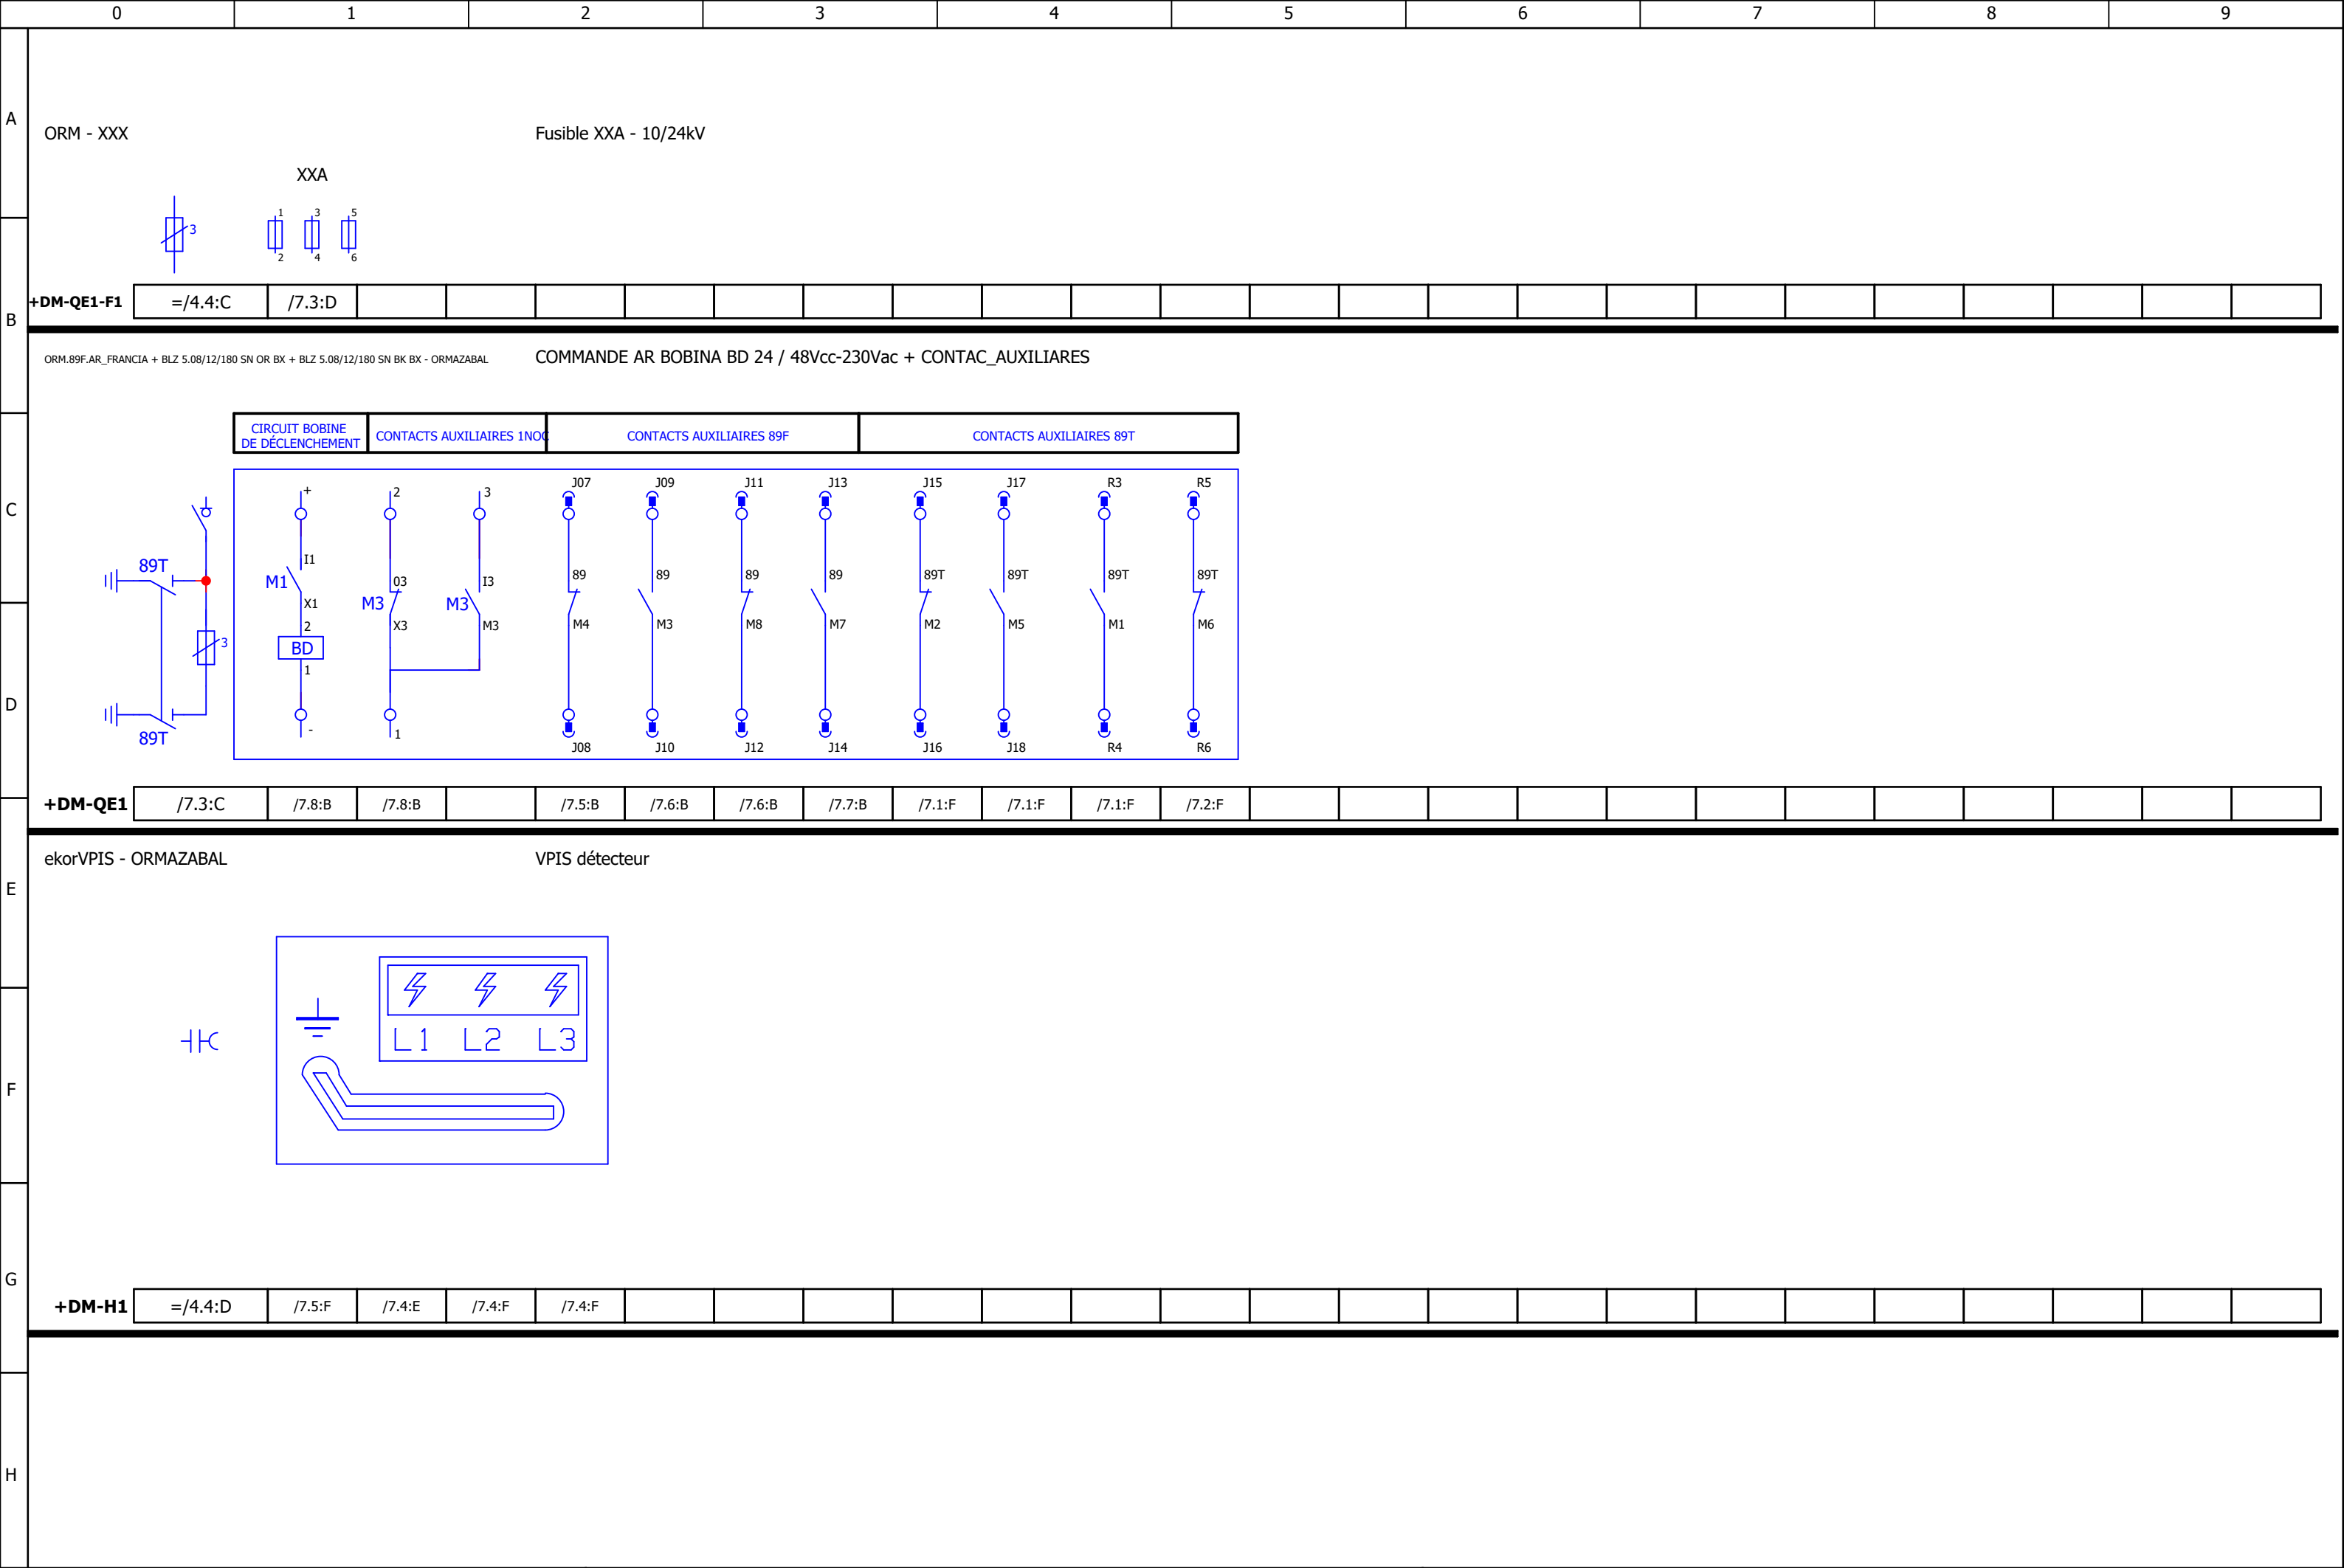 0 1 2 3 4 5 6 7 8 9
A
ORM - XXX Fusible XXA - 10/24kV
XXA
3 1 3 5
2 4 6
B
+DM-QE1-F1 =/4.4:C /7.3:D
ORM.89F.AR_FRANCIA + BLZ 5.08/12/180 SN OR BX + BLZ 5.08/12/180 SN BK BX - ORMAZABAL COMMANDE AR BOBINA BD 24 / 48Vcc-230Vac + CONTAC_AUXILIARES
CIRCUIT BOBINE
DE DÉCLENCHEMENT CONTACTS AUXILIAIRES 1NOC CONTACTS AUXILIAIRES 89F CONTACTS AUXILIAIRES 89T
+ 2 3 J07 J09 J11 J13 J15 J17 R3 R5
C
89T I1
M1 03 I3 89 89 89 89 89T 89T 89T 89T
X1 M3 M3
2 X3 M3 M4 M3 M8 M7 M2 M5 M1 M6
3 BD
1
D
89T - 1 J08 J10 J12 J14 J16 J18 R4 R6
+DM-QE1 /7.3:C /7.8:B /7.8:B /7.5:B /7.6:B /7.6:B /7.7:B /7.1:F /7.1:F /7.1:F /7.2:F
ekorVPIS - ORMAZABAL VPIS détecteur
E
L1 L2 L3
F
G
+DM-H1 =/4.4:D /7.5:F /7.4:E /7.4:F /7.4:F
H